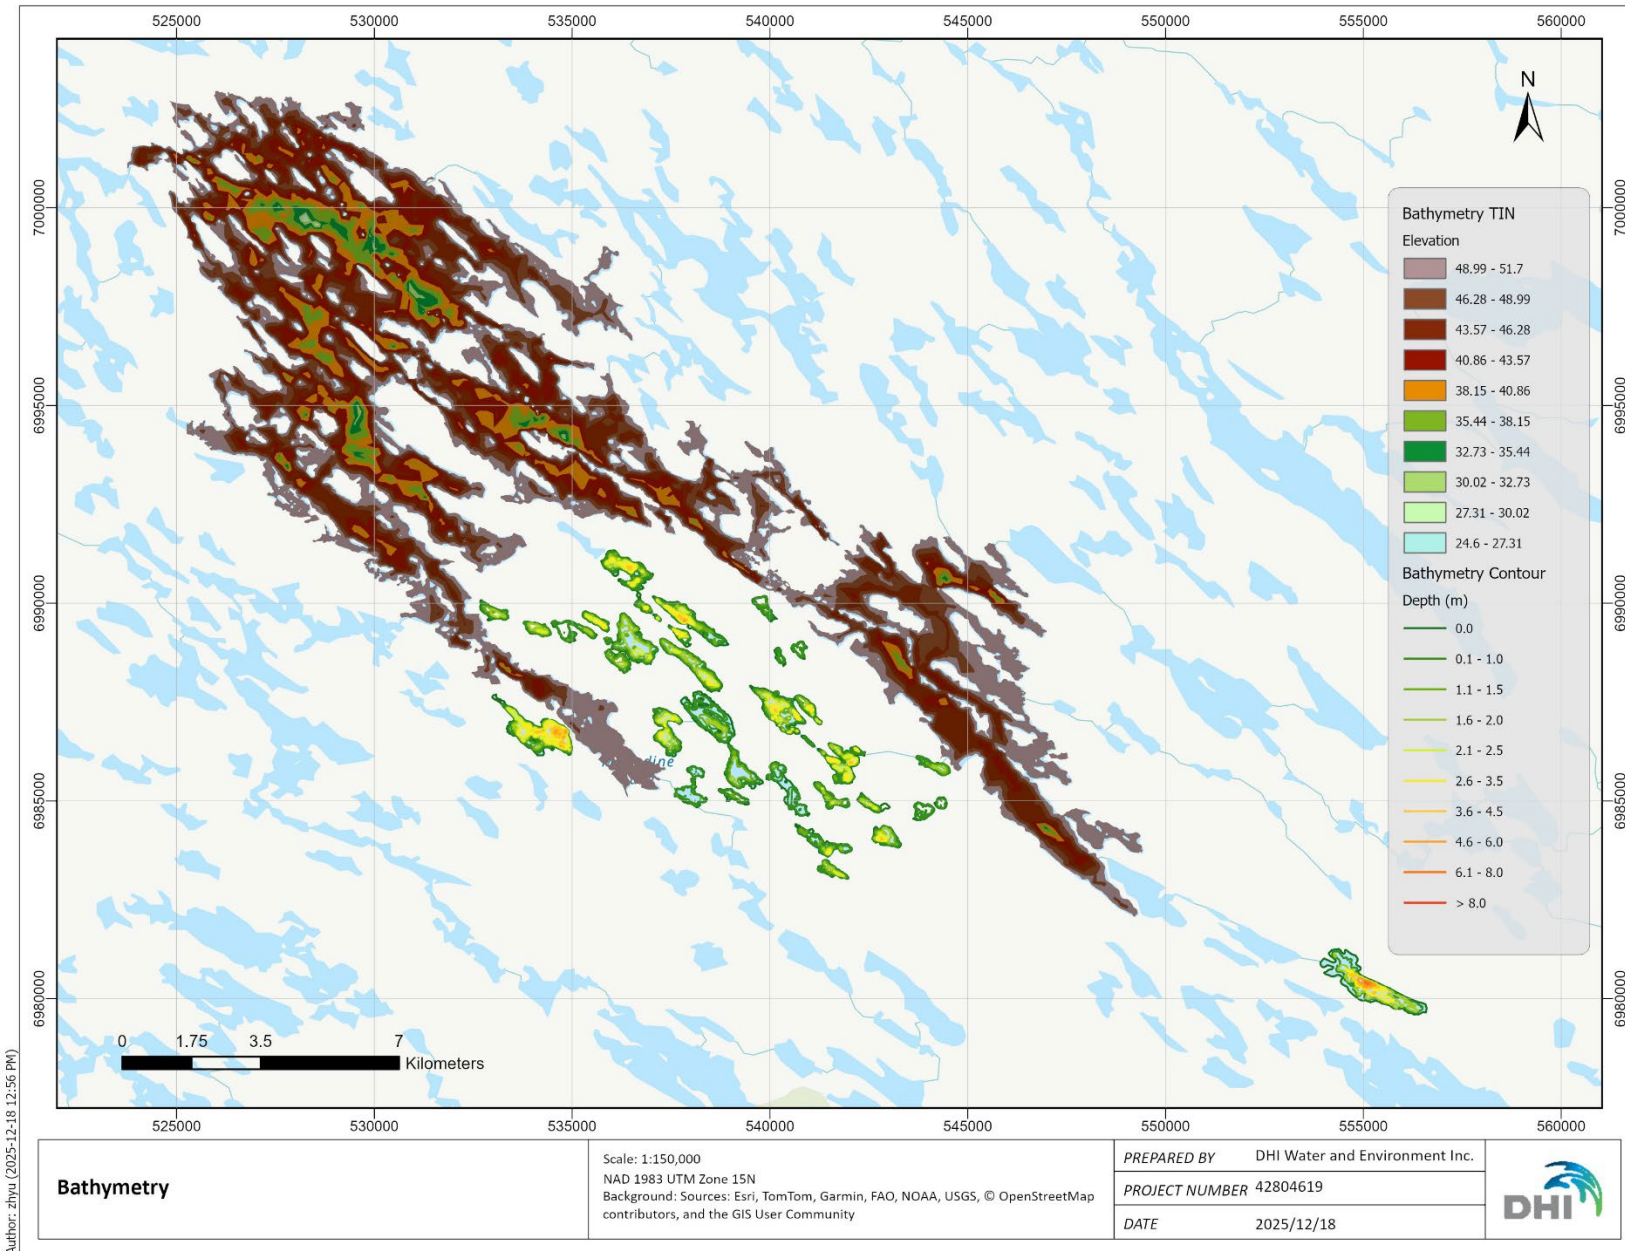 525000 530000 535000 540000 545000 550000 555000 560000
N
7000000 7000000
6995000 6995000
6990000 6990000
6985000 6985000
6980000 6980000
Bathymetry TIN
Elevation
48.99 - 51.7
46.28 - 48.99
43.57 - 46.28
40.86 - 43.57
38.15 - 40.86
35.44 - 38.15
32.73 - 35.44
30.02 - 32.73
27.31 - 30.02
24.6 - 27.31
Bathymetry Contour
Depth (m)
0.0
0.1 - 1.0
1.1 - 1.5
1.6 - 2.0
2.1 - 2.5
2.6 - 3.5
3.6 - 4.5
4.6 - 6.0
6.1 - 8.0
> 8.0
0 1.75 3.5 7
Kilometers
525000 530000 535000 540000 545000 550000 555000 560000
Author: zhyu (2025-12-18 12:56 PM)
Bathymetry
Scale: 1:150,000
NAD 1983 UTM Zone 15N
Background: Sources: Esri, TomTom, Garmin, FAO, NOAA, USGS, © OpenStreetMap
contributors, and the GIS User Community
PREPARED BY DHI Water and Environment Inc.
PROJECT NUMBER 42804619
DATE 2025/12/18
DHI